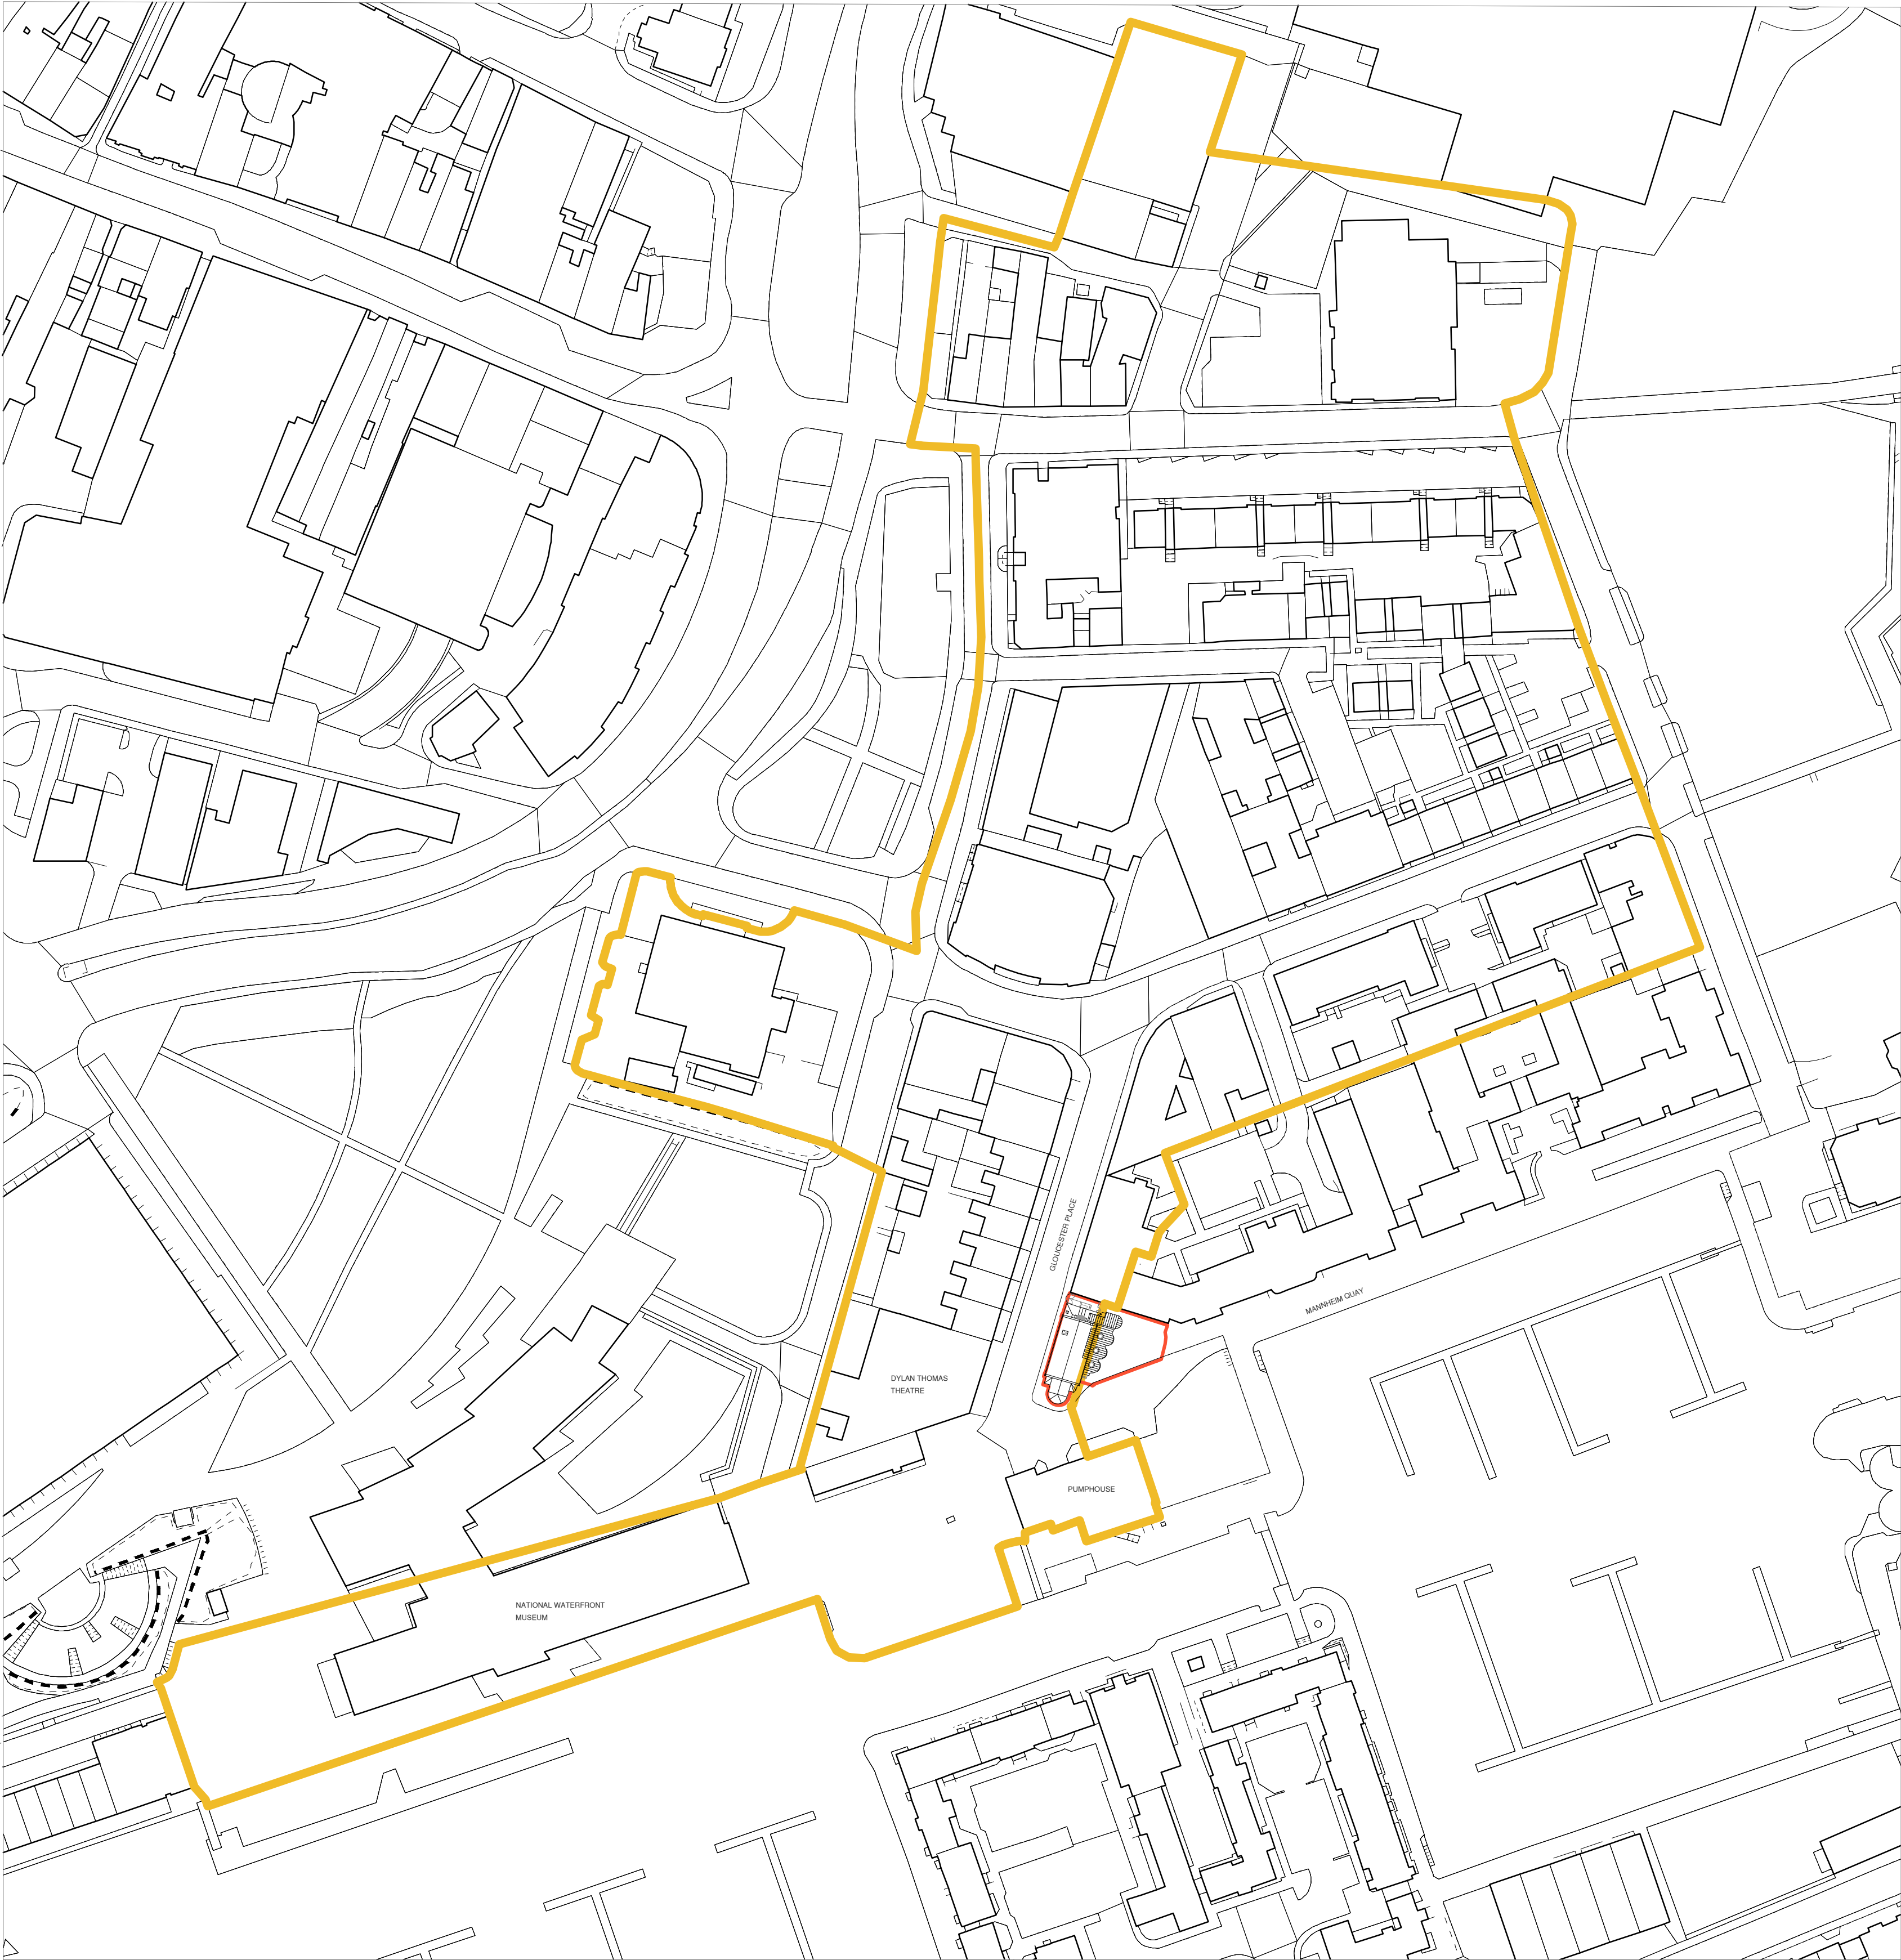 GLOUCESTER PLACE
MANNHEIM QUAY
DYLAN THOMAS
THEATRE
PUMPHOUSE
NATIONAL WATERFRONT
MUSEUM